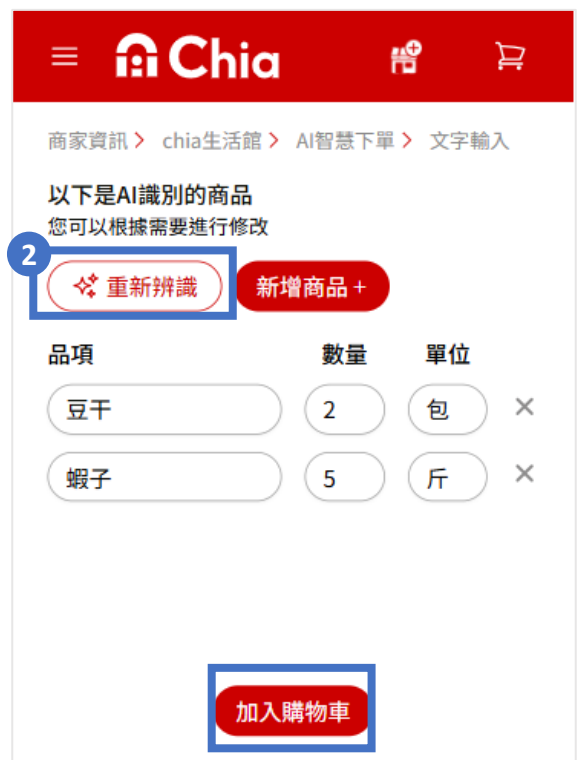 Chia
商家資訊 > chia生活館 > AI智慧下單 > 文字輸入
以下是AI識別的商品
您可以根據需要進行修改
2
重新辨識 新增商品 +
品項 數量 單位
豆干 2 包 ×
蝦子 5 斤 ×
加入購物車